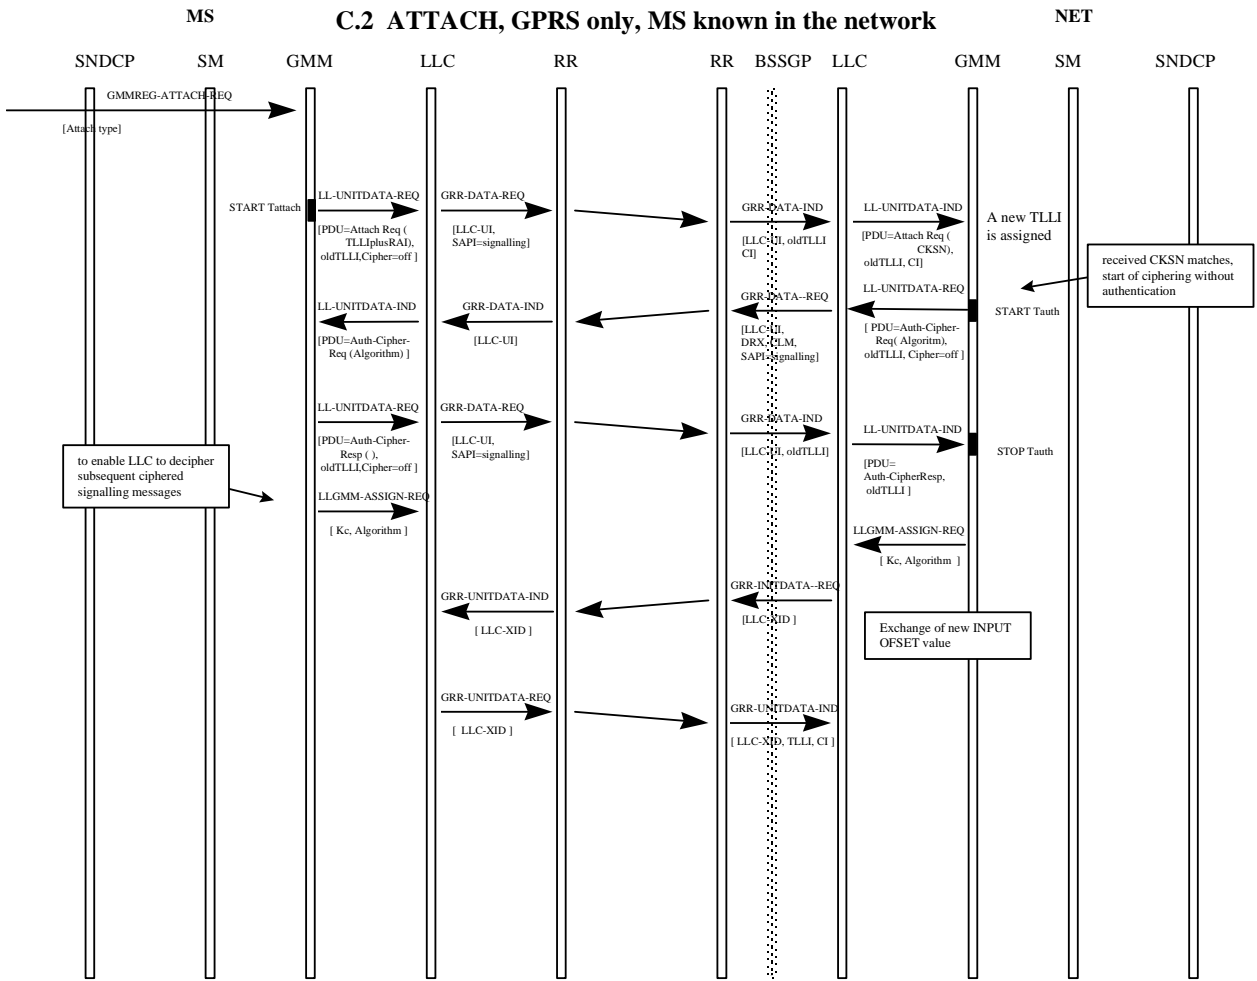 MS
C.2 ATTACH, GPRS only, MS known in the network
NET
SNDCP SM GMM LLC RR RR BSSGP LLC GMM SM SNDCP
GMMREG-ATTACH-REQ
[Attach type]
START Tattach
LL-UNITDATA-REQ
[PDU=Attach Req (
TLLIplusRAI),
oldTLLI,Cipher=off ]
GRR-DATA-REQ
[LLC-UI,
SAPI=signalling]
GRR-DATA-IND
[LLC-UI, oldTLLI
CI]
LL-UNITDATA-IND
[PDU=Attach Req (
CKSN),
oldTLLI, CI]
A new TLLI
is assigned
received CKSN matches,
start of ciphering without
authentication
LL-UNITDATA-IND
[PDU=Auth-Cipher-
Req (Algorithm) ]
GRR-DATA-IND
[LLC-UI]
GRR-DATA--REQ
[LLC-UI,
DRX, CLM,
SAPI=signalling]
LL-UNITDATA-REQ
[ PDU=Auth-Cipher-
Req( Algoritm),
oldTLLI, Cipher=off ]
START Tauth
LL-UNITDATA-REQ
[PDU=Auth-Cipher-
Resp ( ),
oldTLLI,Cipher=off ]
GRR-DATA-REQ
[LLC-UI,
SAPI=signalling]
GRR-DATA-IND
[LLC-UI, oldTLLI]
LL-UNITDATA-IND
[PDU=
Auth-CipherResp,
oldTLLI ]
STOP Tauth
to enable LLC to decipher
subsequent ciphered
signalling messages
LLGMM-ASSIGN-REQ
[ Kc, Algorithm ]
LLGMM-ASSIGN-REQ
[ Kc, Algorithm ]
GRR-UNITDATA-IND
[ LLC-XID ]
GRR-INITDATA--REQ
[LLC-XID ]
Exchange of new INPUT
OFSET value
GRR-UNITDATA-REQ
[ LLC-XID ]
GRR-UNITDATA-IND
[ LLC-XID, TLLI, CI ]